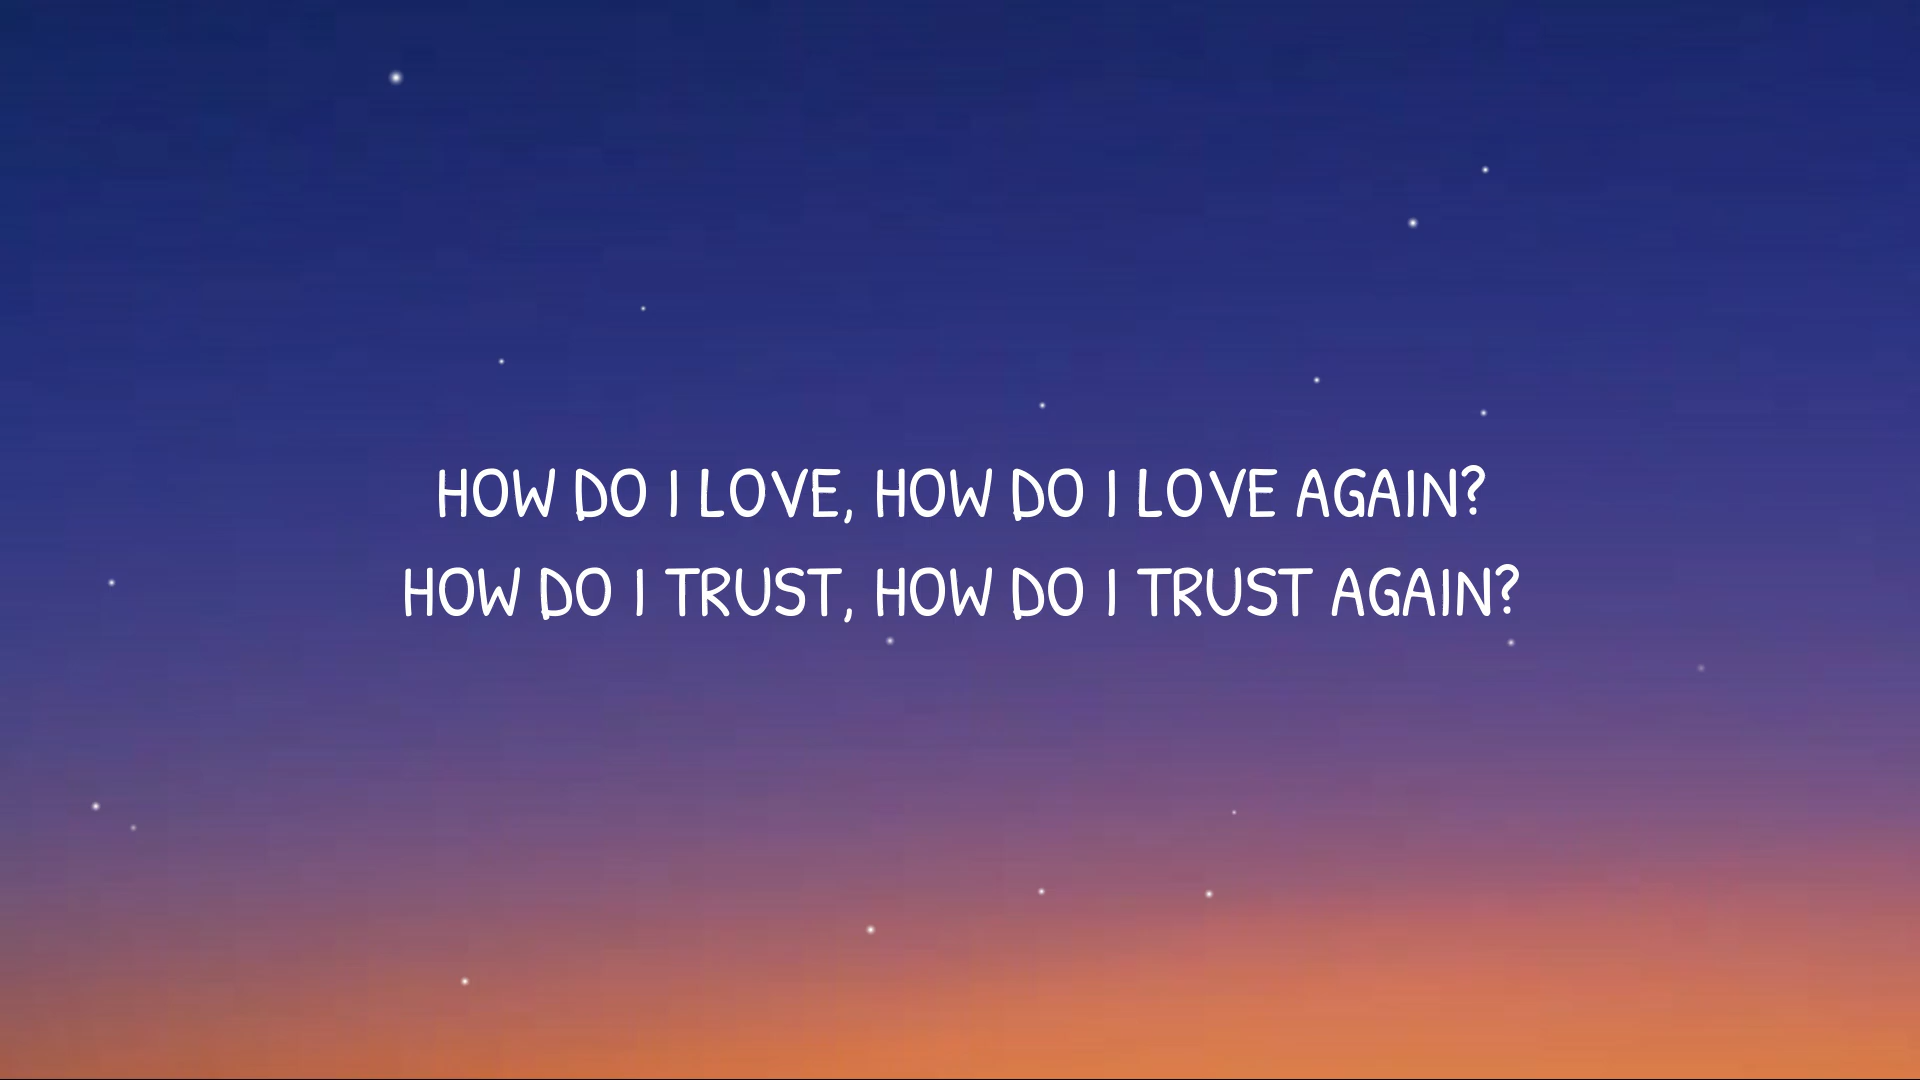 HOW DO I LOVE, HOW DO I LOVE AGAIN?
HOW DO I TRUST, HOW DO I TRUST AGAIN?